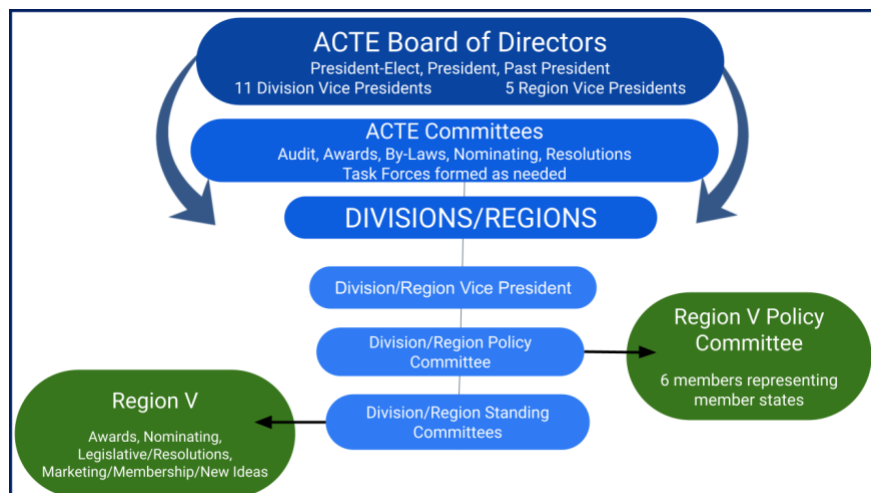 ACTE Board of Directors
President-Elect, President, Past President
11 Division Vice Presidents 5 Region Vice Presidents
ACTE Committees
Audit, Awards, By-Laws, Nominating, Resolutions
Task Forces formed as needed
DIVISIONS/REGIONS
Division/Region Vice President
Division/Region Policy
Committee
Region V Policy
Committee
6 members representing
member states
Division/Region Standing
Committees
Region V
Awards, Nominating,
Legislative/Resolutions,
Marketing/Membership/New Ideas